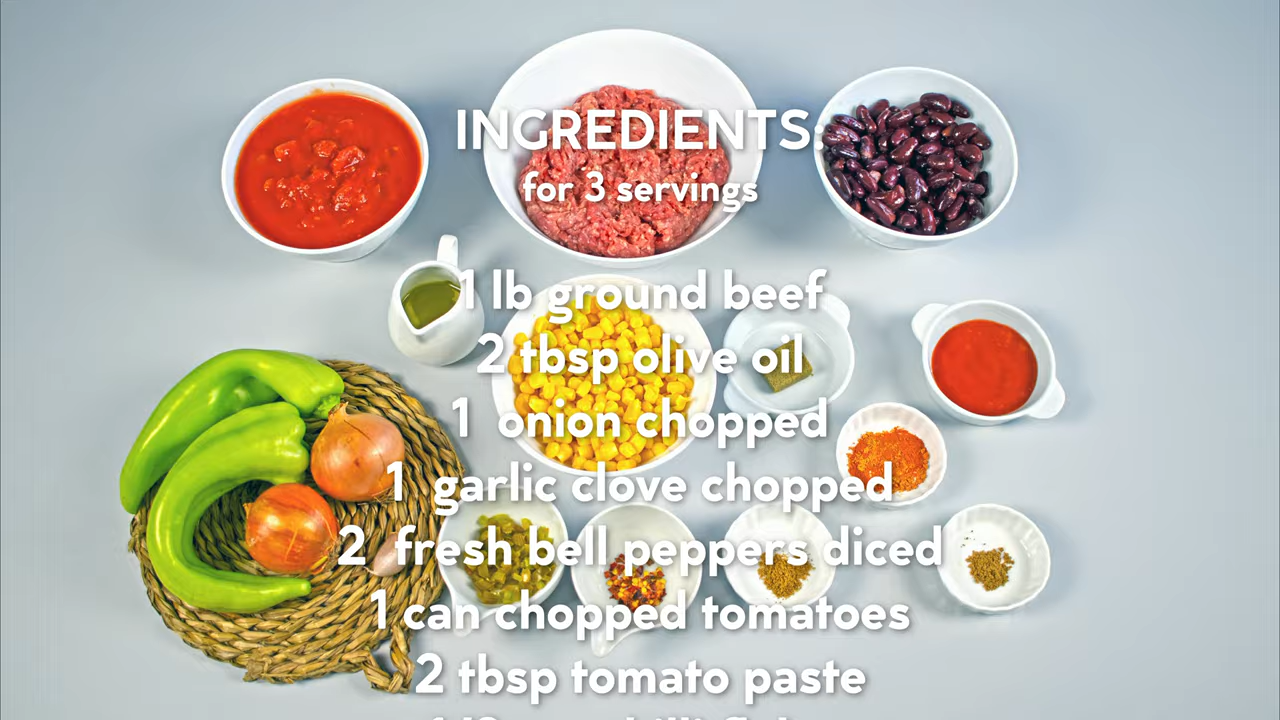 INGREDIENTS:
for 3 servings
1 lb ground beef
2 tbsp olive oil
1 onion chopped
1 garlic clove chopped
2 fresh bell peppers diced
1 can chopped tomatoes
2 tbsp tomato paste